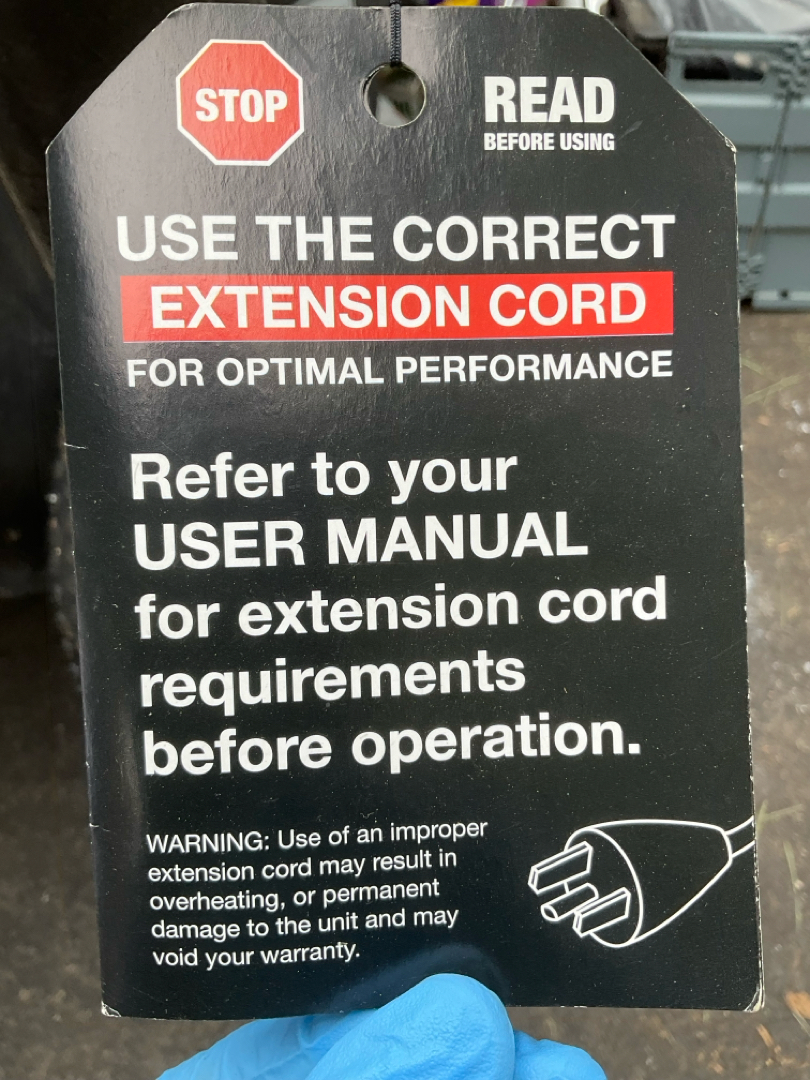 STOP
READ
BEFORE USING
USE THE CORRECT
EXTENSION CORD
FOR OPTIMAL PERFORMANCE
Refer to your
USER MANUAL
for extension cord
requirements
before operation.
WARNING: Use of an improper
extension cord may result in
overheating, or permanent
damage to the unit and may
void your warranty.